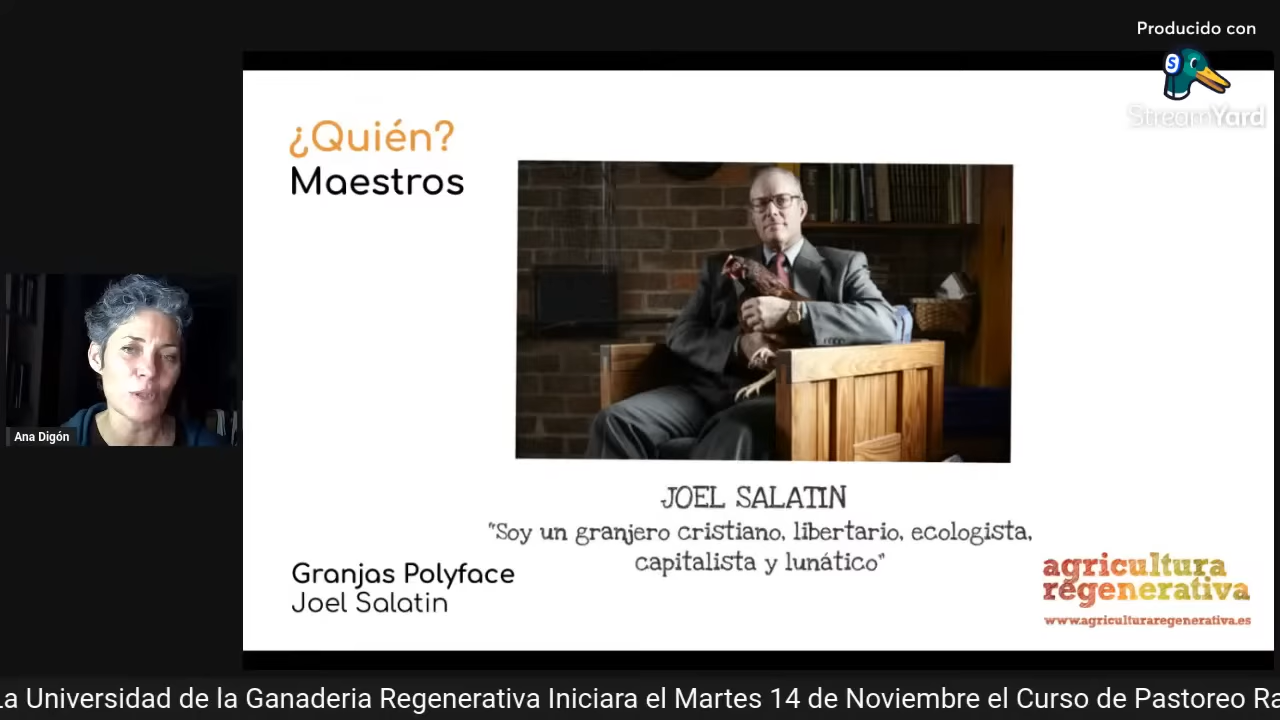 Producido con
StreamYard
¿Quién?
Maestros
Ana Digón
JOEL SALATIN
"Soy un granjero cristiano, libertario, ecologista,
capitalista y lunático"
Granjas Polyface
Joel Salatin
agricultura
regenerativa
www.agriculturaregenerativa.es
La Universidad de la Ganaderia Regenerativa Iniciara el Martes 14 de Noviembre el Curso de Pastoreo Ra